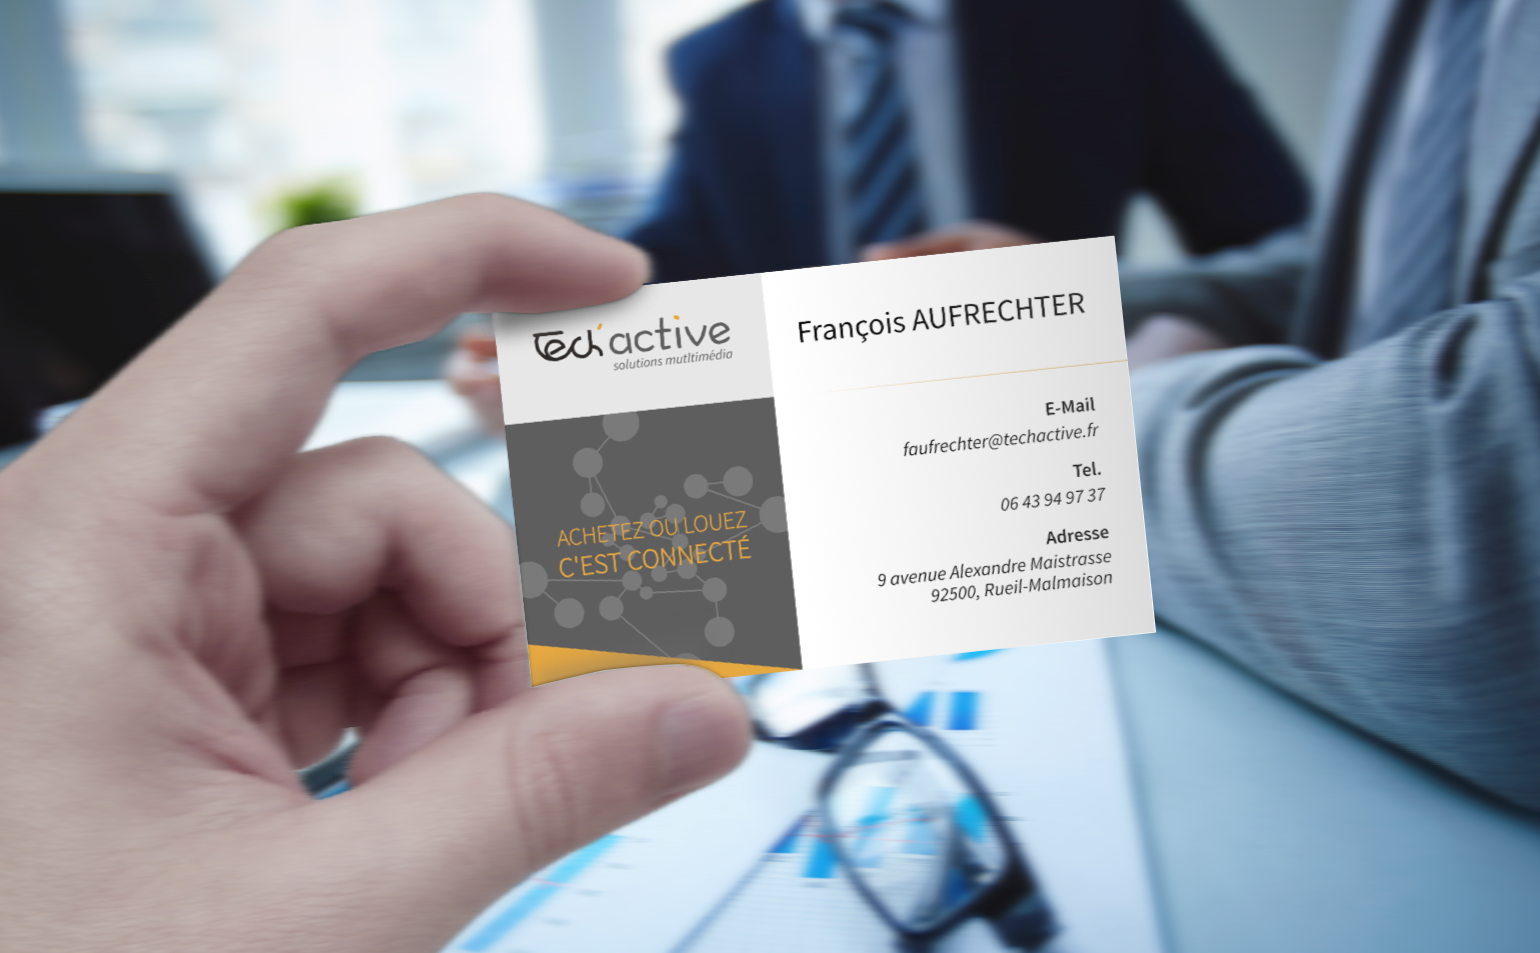 Tech'active
solutions mutltimédia
ACHETEZ OU LOUEZ
C'EST CONNECTÉ
François AUFRECHTER
E-Mail
faufrechter@techactive.fr
Tel.
06 43 94 97 37
Adresse
9 avenue Alexandre Maistrasse
92500, Rueil-Malmaison